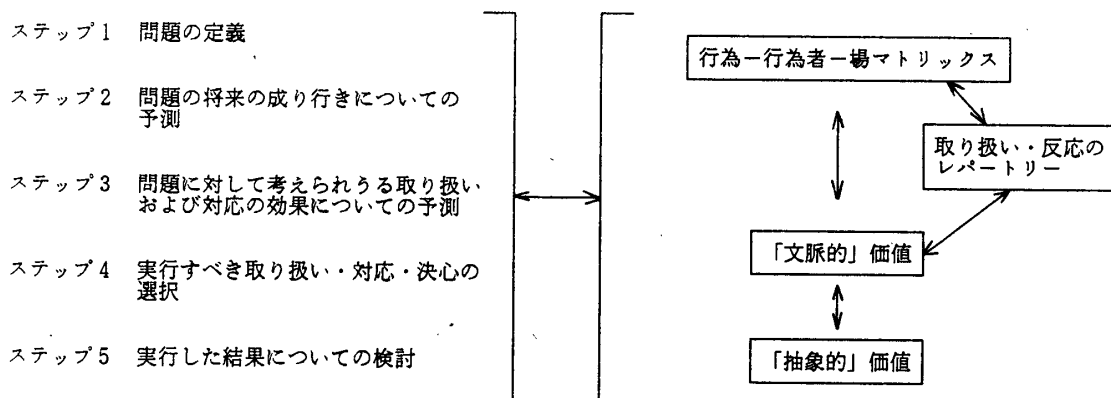 ステップ1 問題の定義
ステップ2 問題の将来の成り行きについての
予測
ステップ3 問題に対して考えられうる取り扱い
および対応の効果についての予測
ステップ4 実行すべき取り扱い・対応・決心の
選択
ステップ5 実行した結果についての検討
行為－行為者－場マトリックス
取り扱い・反応の
レパートリー
「文脈的」価値
「抽象的」価値